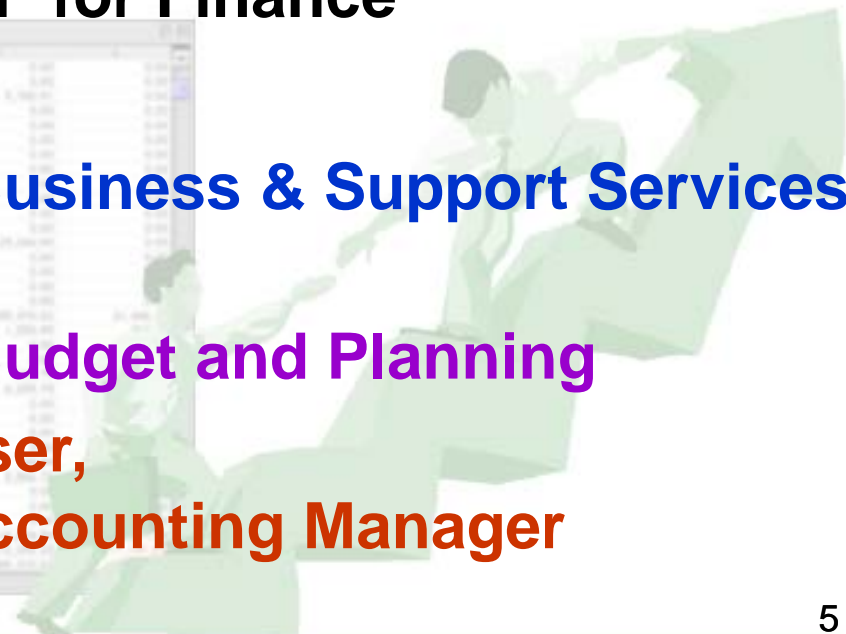 for Finance
usiness & Support Services
udget and Planning
ser,
ccounting Manager
5